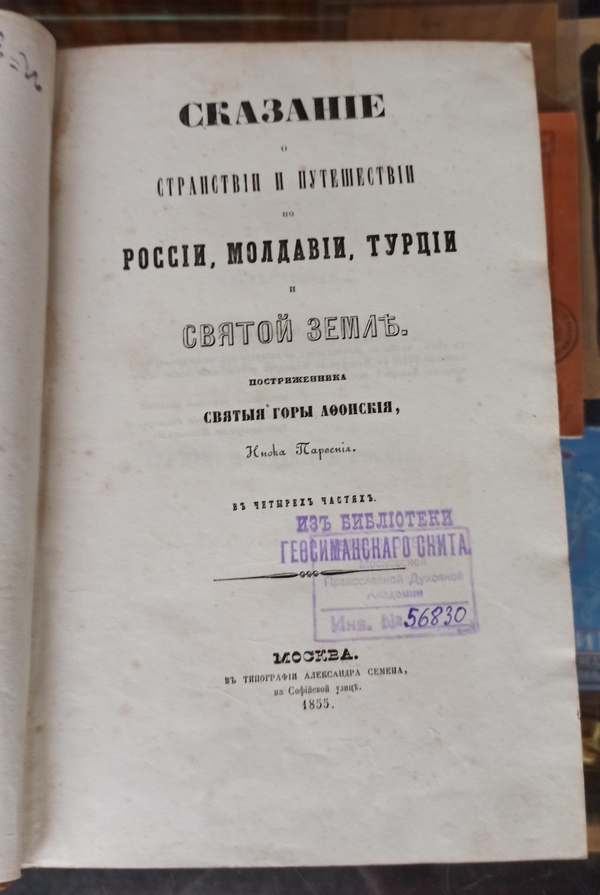 СКАЗАНІЕ
О
СТРАНСТВІИ И ПУТЕШЕСТВІИ
ПО
РОССІИ, МОЛДАВІИ, ТУРЦІИ
И
СВЯТОЙ ЗЕМЛѢ.
ПОСТРИЖЕННИКА
СВЯТЫЯ ГОРЫ АѲОНСКІЯ,
Инока Парѳенія.
ВЪ ЧЕТЫРЕХЪ ЧАСТЯХЪ.
ИЗЪ БИБЛІОТЕКИ
ГЕѲСИМАНСКАГО СКИТА.
Православной Духовной
Академии
Инв. № 56830
МОСКВА.
ВЪ ТИПОГРАФІИ АЛЕКСАНДРА СЕМЕНА,
на Софійской улицѣ.
1855.